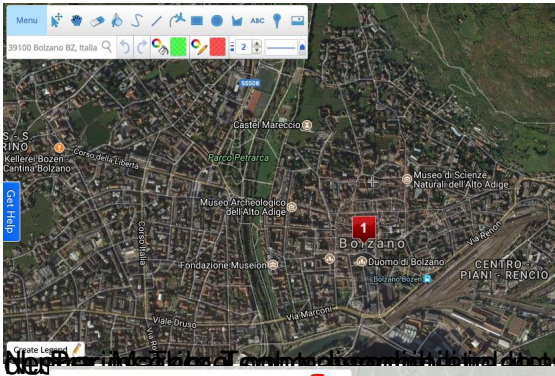 Menu
ABC
39100 Bolzano BZ, Italia
2
SS508
Castel Mareccio
S. - S.
RINO
Kellerei Bozen -
Cantina Bolzano
Corso della Libertà
Parco Petrarca
Museo di Scienze
Naturali dell'Alto Adige
Get Help
Museo Archeologico
dell'Alto Adige
Corso Italia
1
Bolzano
Via Renon
Fondazione Museion
Duomo di Bolzano
CENTRO -
PIANI - RENCIO
Bolzano/Bozen
Via Marconi
Viale Druso
Create Legend